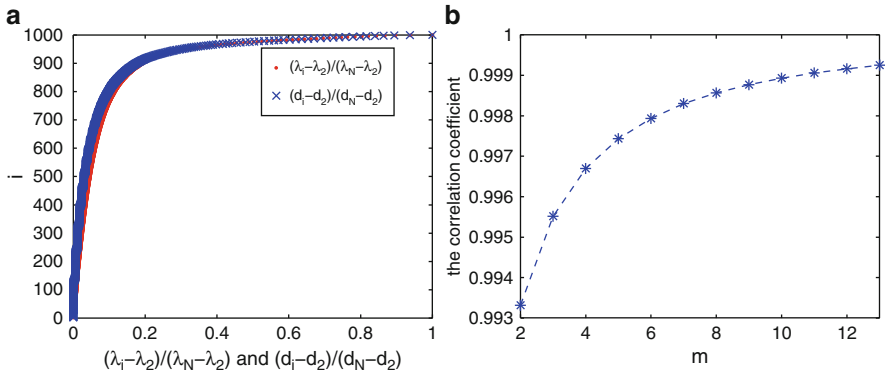 a
1000
900
800
700
600
500
400
300
200
100
0
i
(λi–λ2)/(λN–λ2)
(di–d2)/(dN–d2)
0 0.2 0.4 0.6 0.8 1
(λi–λ2)/(λN–λ2) and (di–d2)/(dN–d2)
b
1
0.999
0.998
0.997
0.996
0.995
0.994
0.993
the correlation coefficient
2 4 6 8 10 12
m